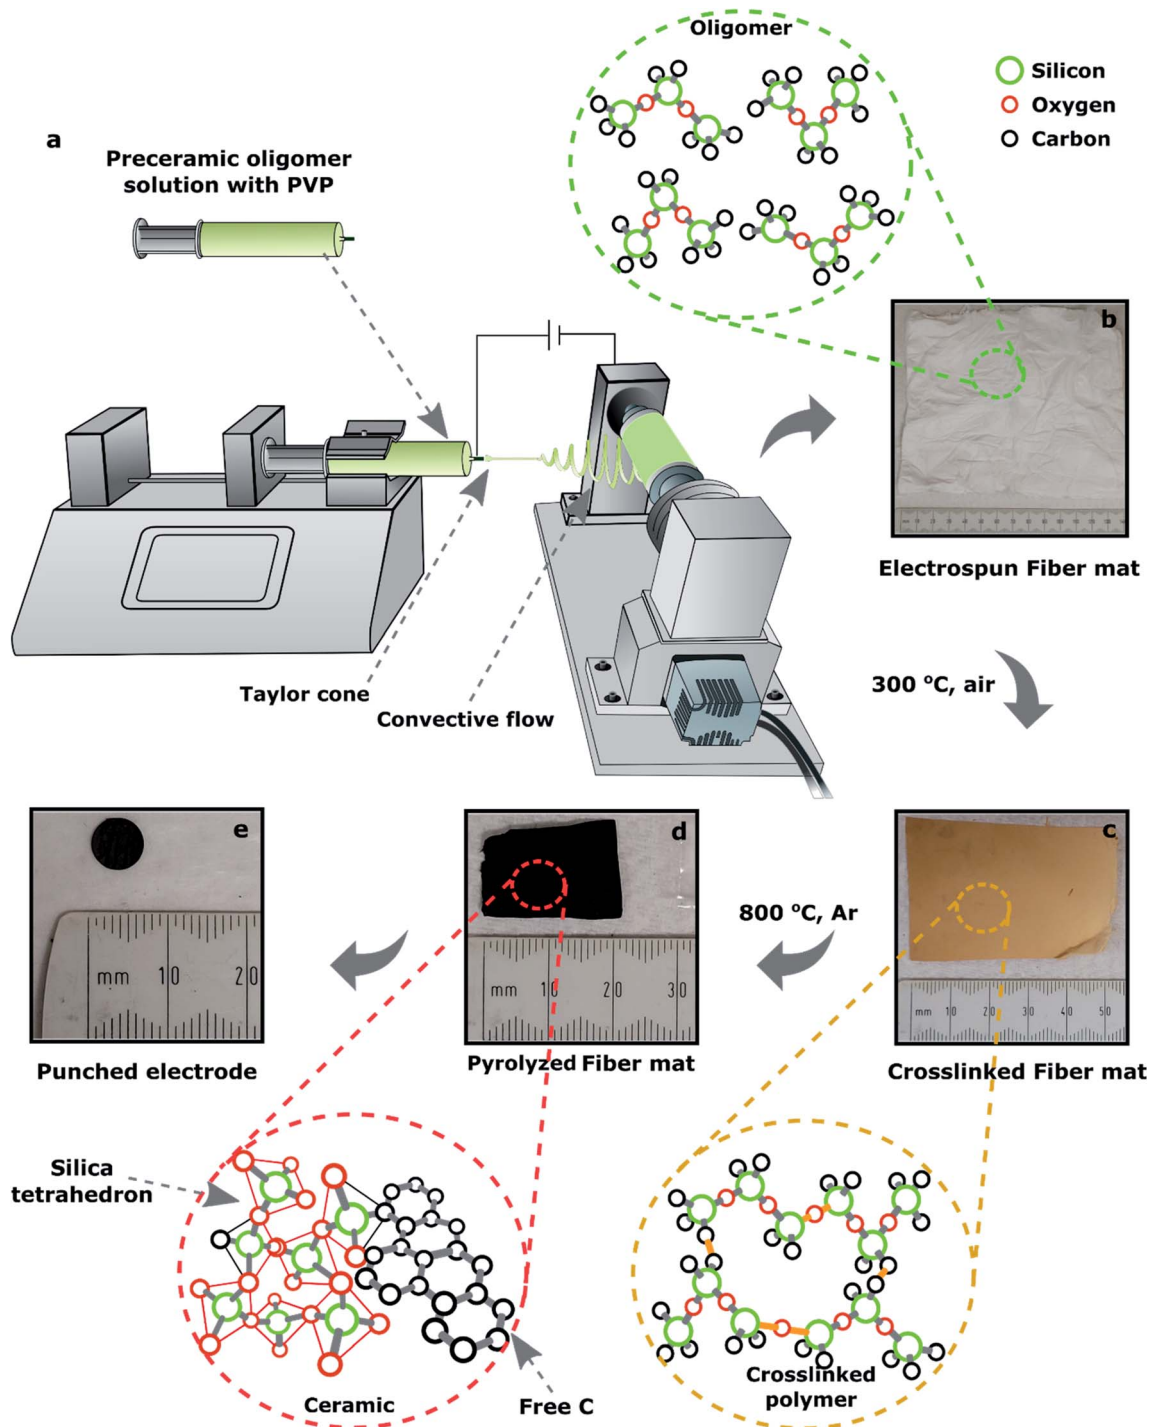 Oligomer
Silicon
Oxygen
Carbon
a
Preceramic oligomer
solution with PVP
b
Electrospun Fiber mat
Taylor cone
Convective flow
300 °C, air
e
mm 10 20
Punched electrode
d
mm 10 20 30
Pyrolyzed Fiber mat
800 °C, Ar
c
mm 10 20 30 40 50
Crosslinked Fiber mat
Silica
tetrahedron
Ceramic
Free C
Crosslinked
polymer